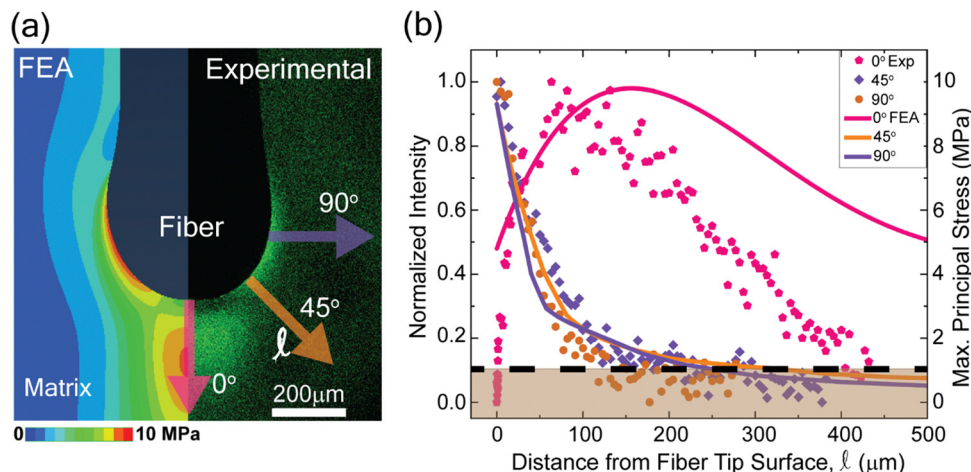 (a)
FEA
Experimental
Fiber
90°
45°
ℓ
0°
Matrix
200μm
0 10 MPa
(b)
0° Exp
45°
90°
0° FEA
45°
90°
Normalized Intensity
1.0
0.8
0.6
0.4
0.2
0.0
Max. Principal Stress (MPa)
10
8
6
4
2
0
0 100 200 300 400 500
Distance from Fiber Tip Surface, ℓ (μm)